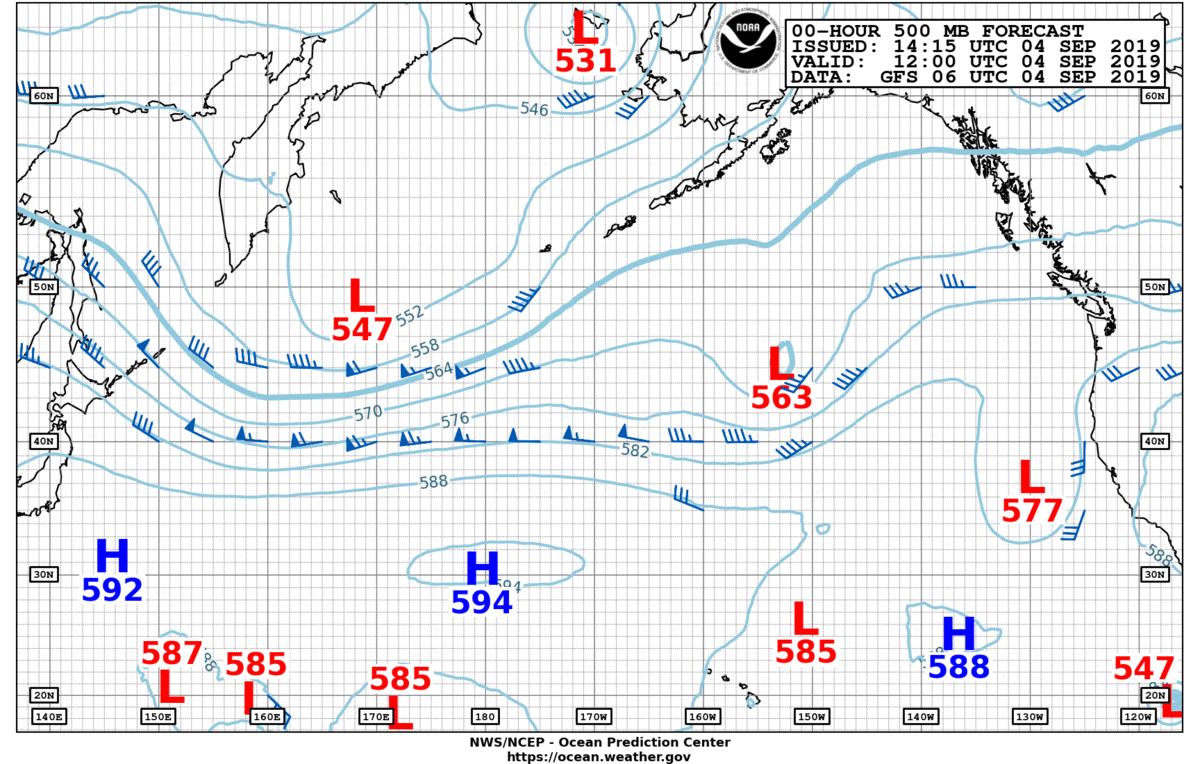 00-HOUR 500 MB FORECAST
ISSUED: 14:15 UTC 04 SEP 2019
VALID: 12:00 UTC 04 SEP 2019
DATA: GFS 06 UTC 04 SEP 2019
NOAA
L
531
60N
546
60N
50N
L
547
552
50N
558
564
L
563
570
576
40N
582
40N
588
L
577
H
592
30N
H
594
594
588
30N
L
585
H
588
587
L
88
585
L
585
L
547
L
20N
20N
140E
150E
160E
170E
180
170W
160W
150W
140W
130W
120W
NWS/NCEP - Ocean Prediction Center
https://ocean.weather.gov